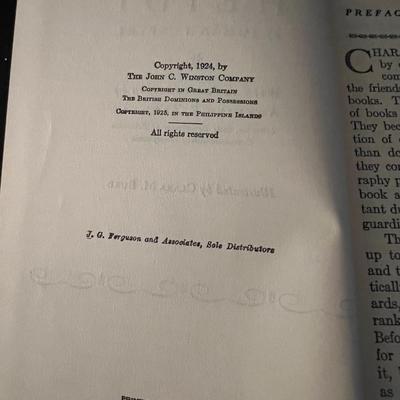 Copyright, 1924, by
THE JOHN C. WINSTON COMPANY
COPYRIGHT IN GREAT BRITAIN
THE BRITISH DOMINIONS AND POSSESSIONS
COPYRIGHT, 1925, IN THE PHILIPPINE ISLANDS
All rights reserved
J. G. Ferguson and Associates, Sole Distributors
PREFAC
CHAR
by
com
the friend
books. T
of books
They bec
tion of
than de
they co
raphy p
book a
tant du
guardi
Th
up to
and t
ticall
ards,
rank
Befo
for
it,
as